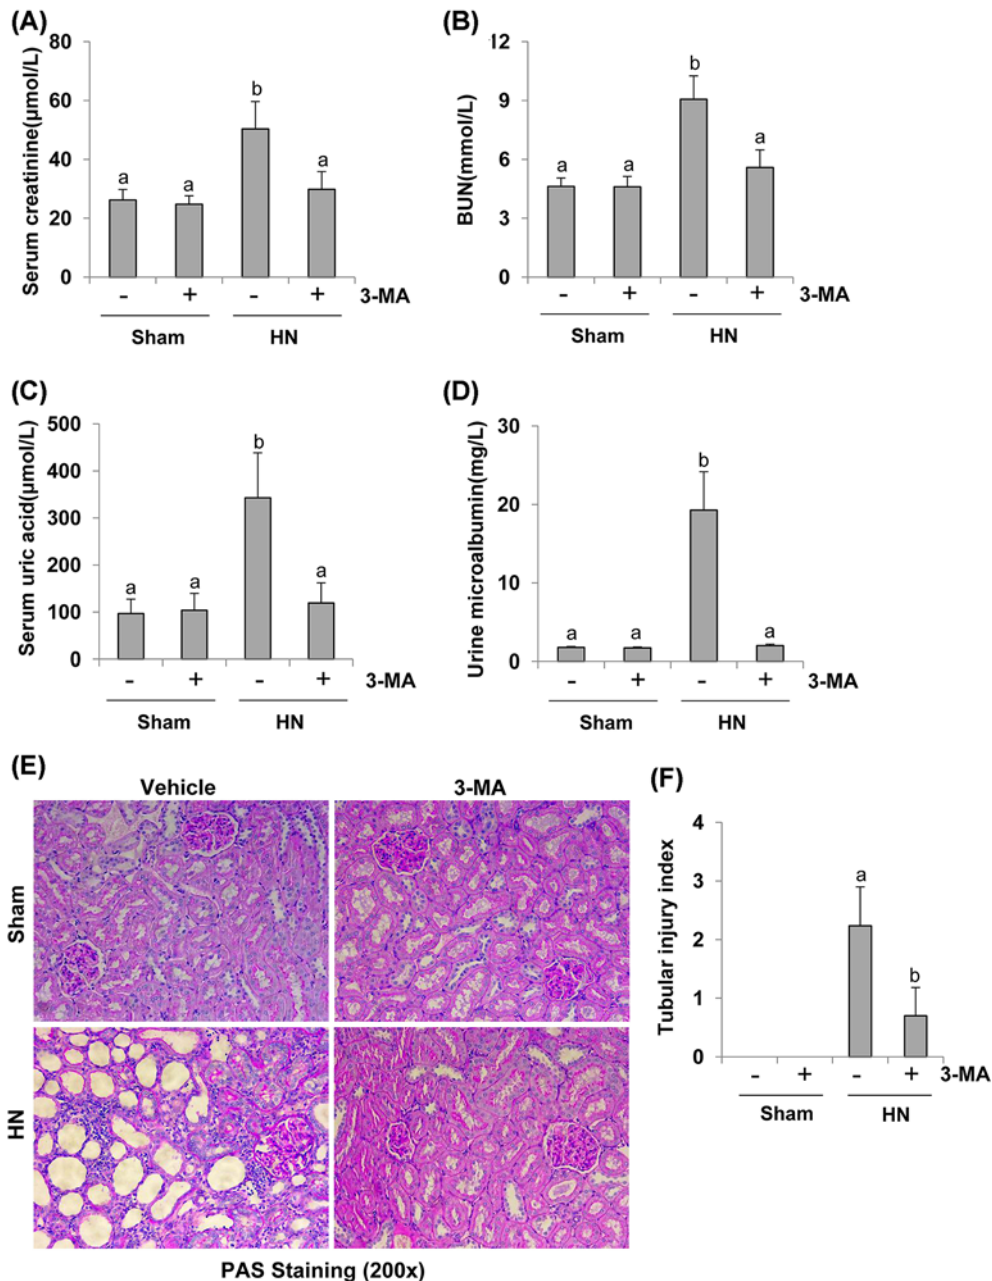 (A)
Serum creatinine(μmol/L)
80
60
40
20
0
a
a
b
a
-
+
-
+
3-MA
Sham
HN
(B)
BUN(mmol/L)
12
9
6
3
0
a
a
b
a
-
+
-
+
3-MA
Sham
HN
(C)
Serum uric acid(μmol/L)
500
400
300
200
100
0
a
a
b
a
-
+
-
+
3-MA
Sham
HN
(D)
Urine microalbumin(mg/L)
30
20
10
0
a
a
b
a
-
+
-
+
3-MA
Sham
HN
(E)
Vehicle
3-MA
Sham
HN
PAS Staining (200x)
(F)
Tubular injury index
4
3
2
1
0
a
b
-
+
-
+
3-MA
Sham
HN